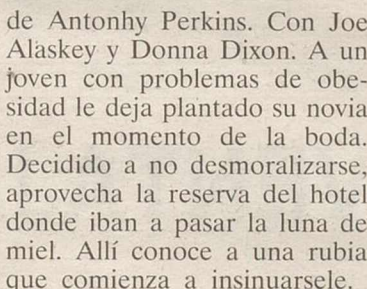 de Antonhy Perkins. Con Joe
Alaskey y Donna Dixon. A un
joven con problemas de obe-
sidad le deja plantado su novia
en el momento de la boda.
Decidido a no desmoralizarse,
aprovecha la reserva del hotel
donde iban a pasar la luna de
miel. Allí conoce a una rubia
que comienza a insinuarsele.